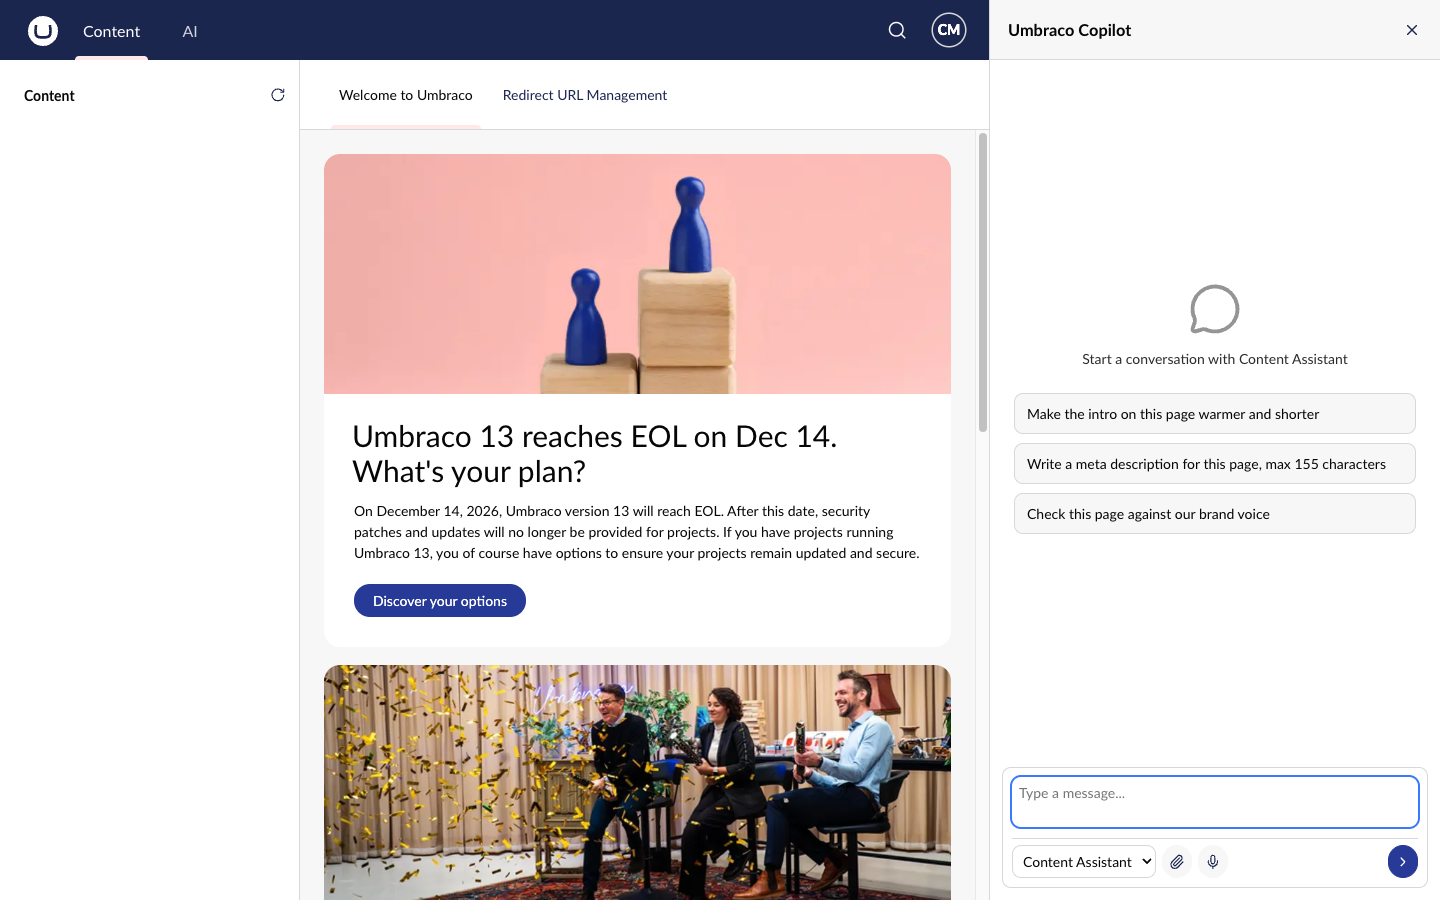 Content
AI
CM
Umbraco Copilot
Content
Welcome to Umbraco
Redirect URL Management
Umbraco 13 reaches EOL on Dec 14.
What's your plan?
On December 14, 2026, Umbraco version 13 will reach EOL. After this date, security
patches and updates will no longer be provided for projects. If you have projects running
Umbraco 13, you of course have options to ensure your projects remain updated and secure.
Discover your options
Umbraco
Start a conversation with Content Assistant
Make the intro on this page warmer and shorter
Write a meta description for this page, max 155 characters
Check this page against our brand voice
Type a message...
Content Assistant